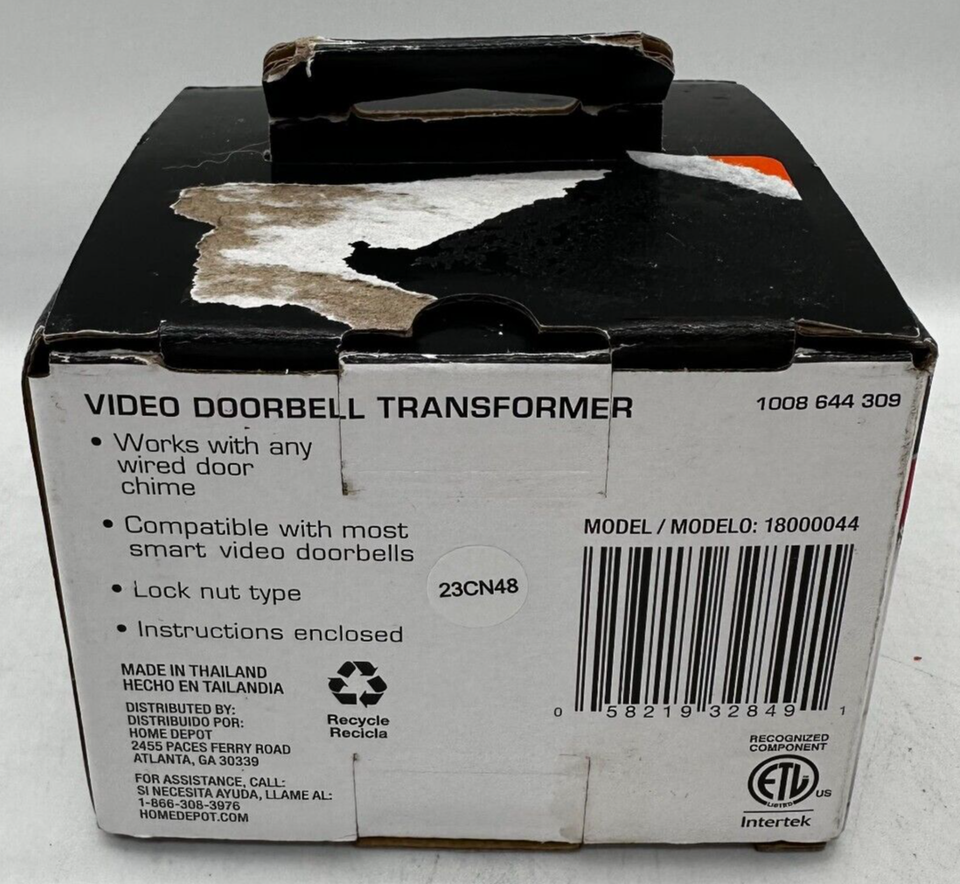 VIDEO DOORBELL TRANSFORMER
1008 644 309
• Works with any
wired door
chime
• Compatible with most
smart video doorbells
• Lock nut type
• Instructions enclosed
23CN48
MODEL / MODELO: 18000044
0 58219 32849 1
MADE IN THAILAND
HECHO EN TAILANDIA
DISTRIBUTED BY:
DISTRIBUIDO POR:
HOME DEPOT
2455 PACES FERRY ROAD
ATLANTA, GA 30339
FOR ASSISTANCE, CALL:
SI NECESITA AYUDA, LLAME AL:
1-866-308-3976
HOMEDEPOT.COM
Recycle
Recicla
RECOGNIZED
COMPONENT
ETL
LISTED
US
Intertek